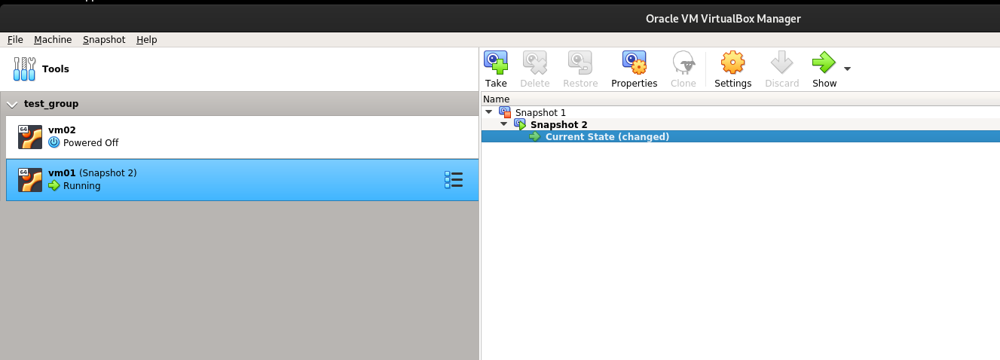 Oracle VM VirtualBox Manager
File Machine Snapshot Help
Tools
Take Delete Restore Properties Clone Settings Discard Show
test_group
64
vm02
Powered Off
64
vm01 (Snapshot 2)
Running
Name
Snapshot 1
Snapshot 2
Current State (changed)